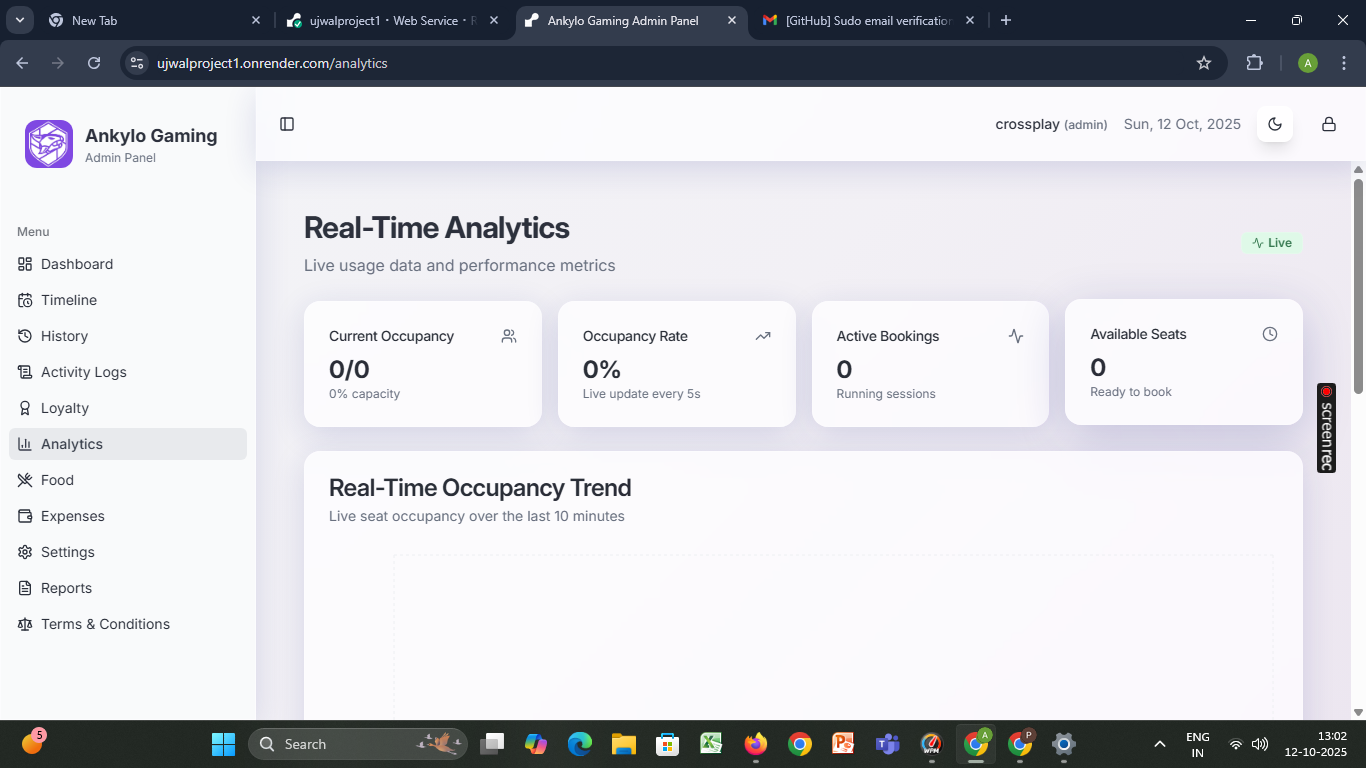 New Tab
ujwalproject1 · Web Service · R
Ankylo Gaming Admin Panel
[GitHub] Sudo email verification
ujwalproject1.onrender.com/analytics
A
Ankylo Gaming
Admin Panel
crossplay (admin)
Sun, 12 Oct, 2025
Menu
Dashboard
Timeline
History
Activity Logs
Loyalty
Analytics
Food
Expenses
Settings
Reports
Terms & Conditions
Real-Time Analytics
Live usage data and performance metrics
Live
Current Occupancy
0/0
0% capacity
Occupancy Rate
0%
Live update every 5s
Active Bookings
0
Running sessions
Available Seats
0
Ready to book
screenrec
Real-Time Occupancy Trend
Live seat occupancy over the last 10 minutes
5
Search
WPM
A
P
ENG
IN
13:02
12-10-2025